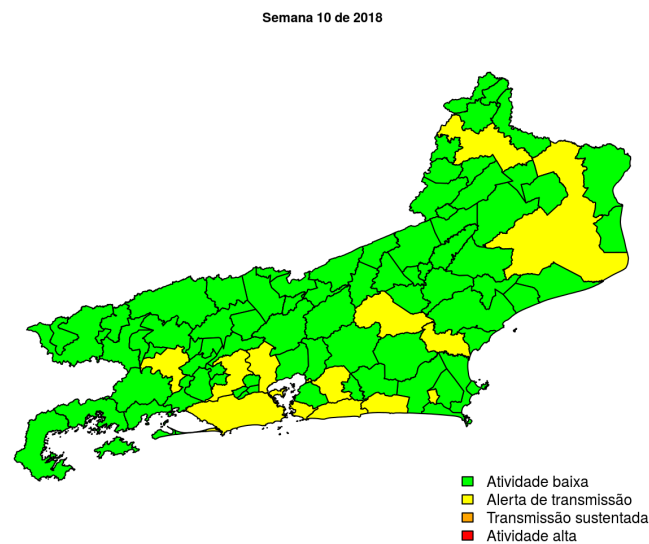 Semana 10 de 2018
Atividade baixa
Alerta de transmissão
Transmissão sustentada
Atividade alta